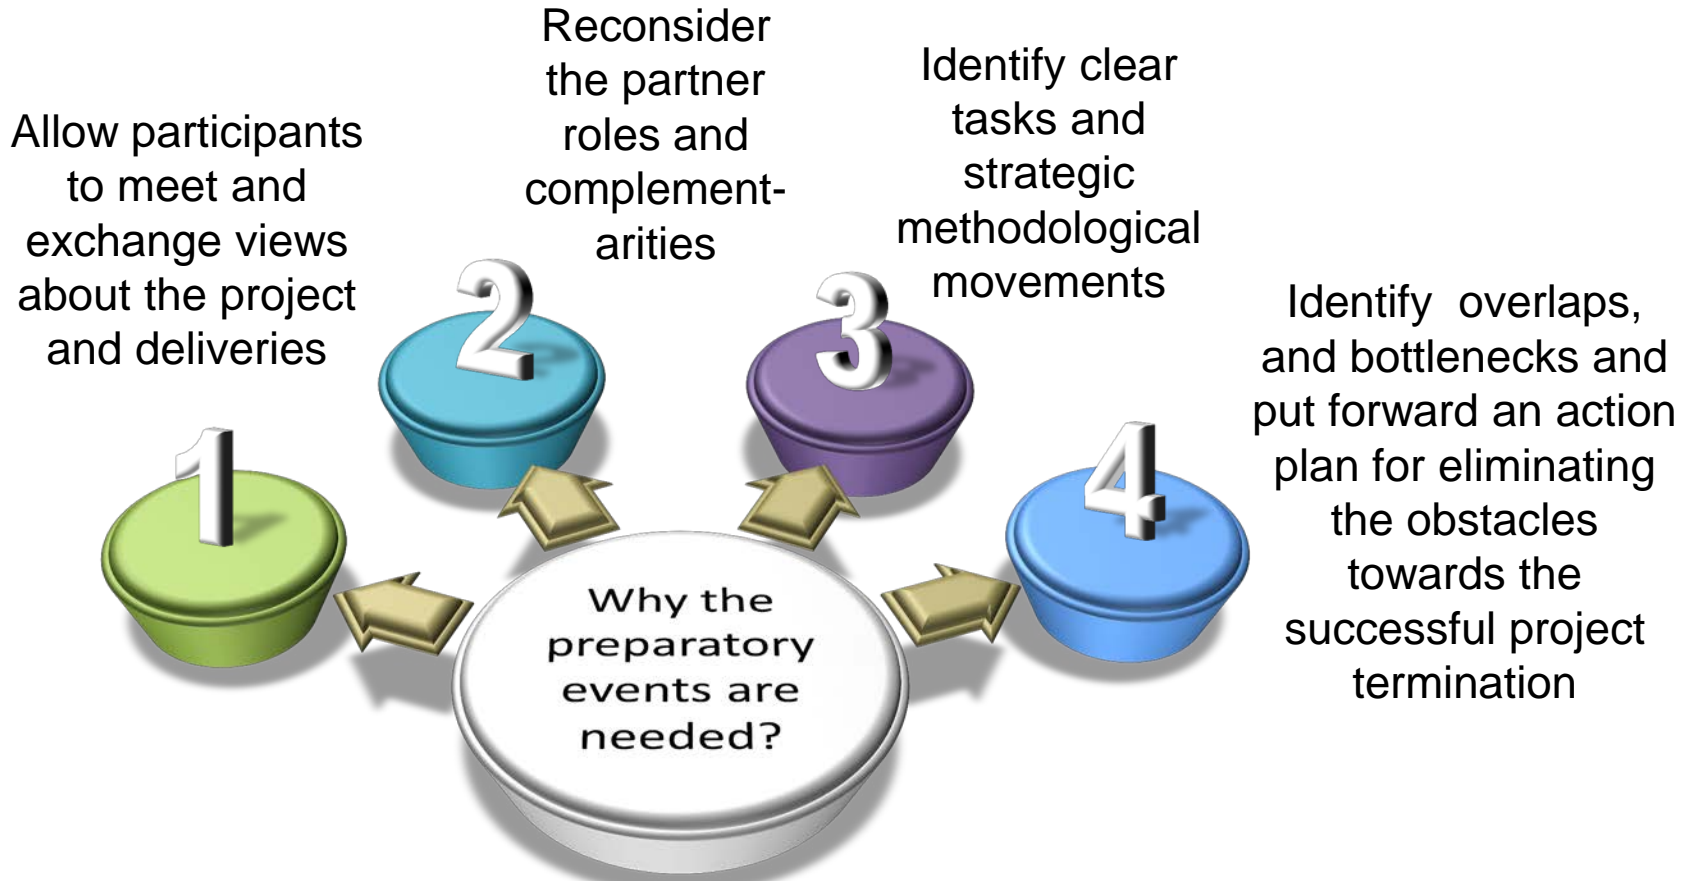 Allow participants
to meet and
exchange views
about the project
and deliveries
1
Reconsider
the partner
roles and
complement-
arities
2
Identify clear
tasks and
strategic
methodological
movements
3
Identify  overlaps,
and bottlenecks and
put forward an action
plan for eliminating
the obstacles
towards the
successful project
termination
4
Why the
preparatory
events are
needed?